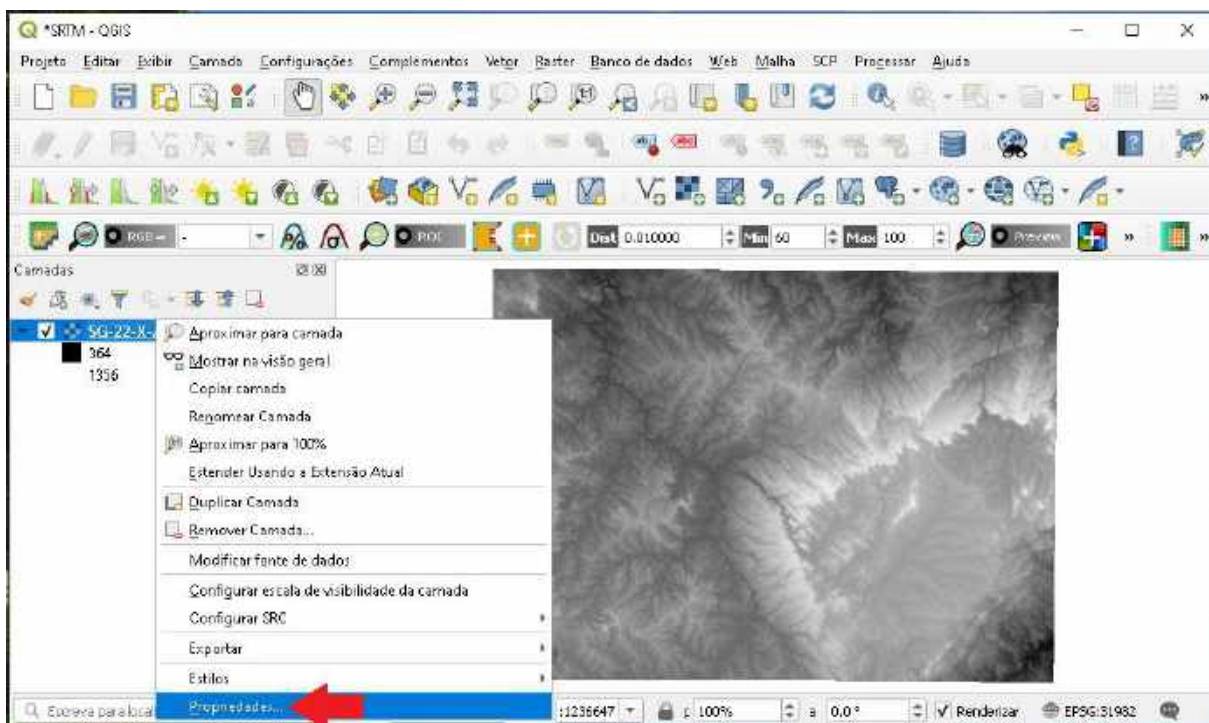 *SRTM - QGIS
Projeto Editar Exibir Camada Configurações Complementos Vetor Raster Banco de dados Web Malha SCP Processar Ajuda
RGB = - Dist 0.010000 Min 60 Max 100 Preview
Camadas
SG-22-X-
364
1356
Aproximar para camada
Mostrar na visão geral
Copiar camada
Renomear Camada
Aproximar para 100%
Estender Usando a Extensão Atual
Duplicar Camada
Remover Camada...
Modificar fonte de dados
Configurar escala de visibilidade da camada
Configurar SRC
Exportar
Estilos
Propriedades...
Escreva para local :1236647 100% 0,0 ° Renderizar EPSG:31982